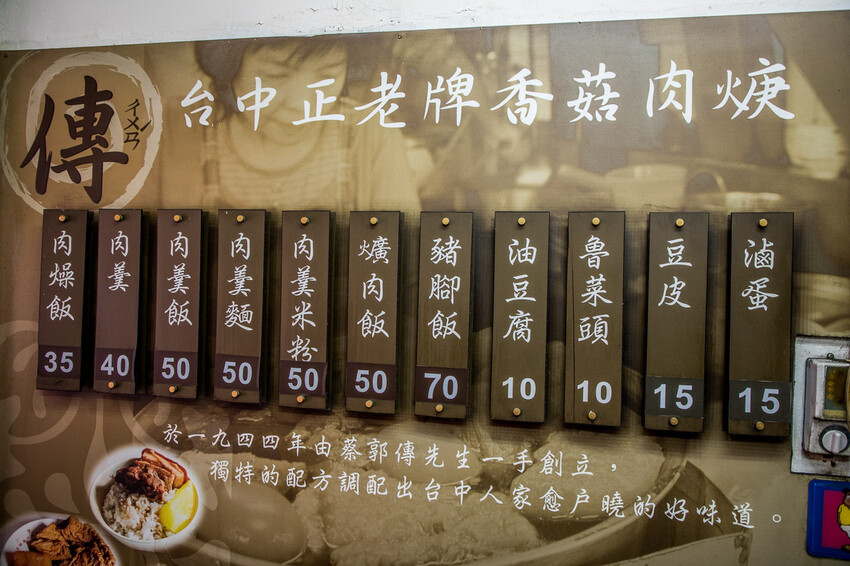 傳
ㄔㄨㄢˊ
台中正老牌香菇肉焿
肉燥飯
35
肉羹
40
肉羹飯
50
肉羹麵
50
肉羹米粉
50
爌肉飯
50
豬腳飯
70
油豆腐
10
魯菜頭
10
豆皮
15
滷蛋
15
於一九四四年由蔡郭傳先生一手創立，
獨特的配方調配出台中人家愈户曉的好味道。